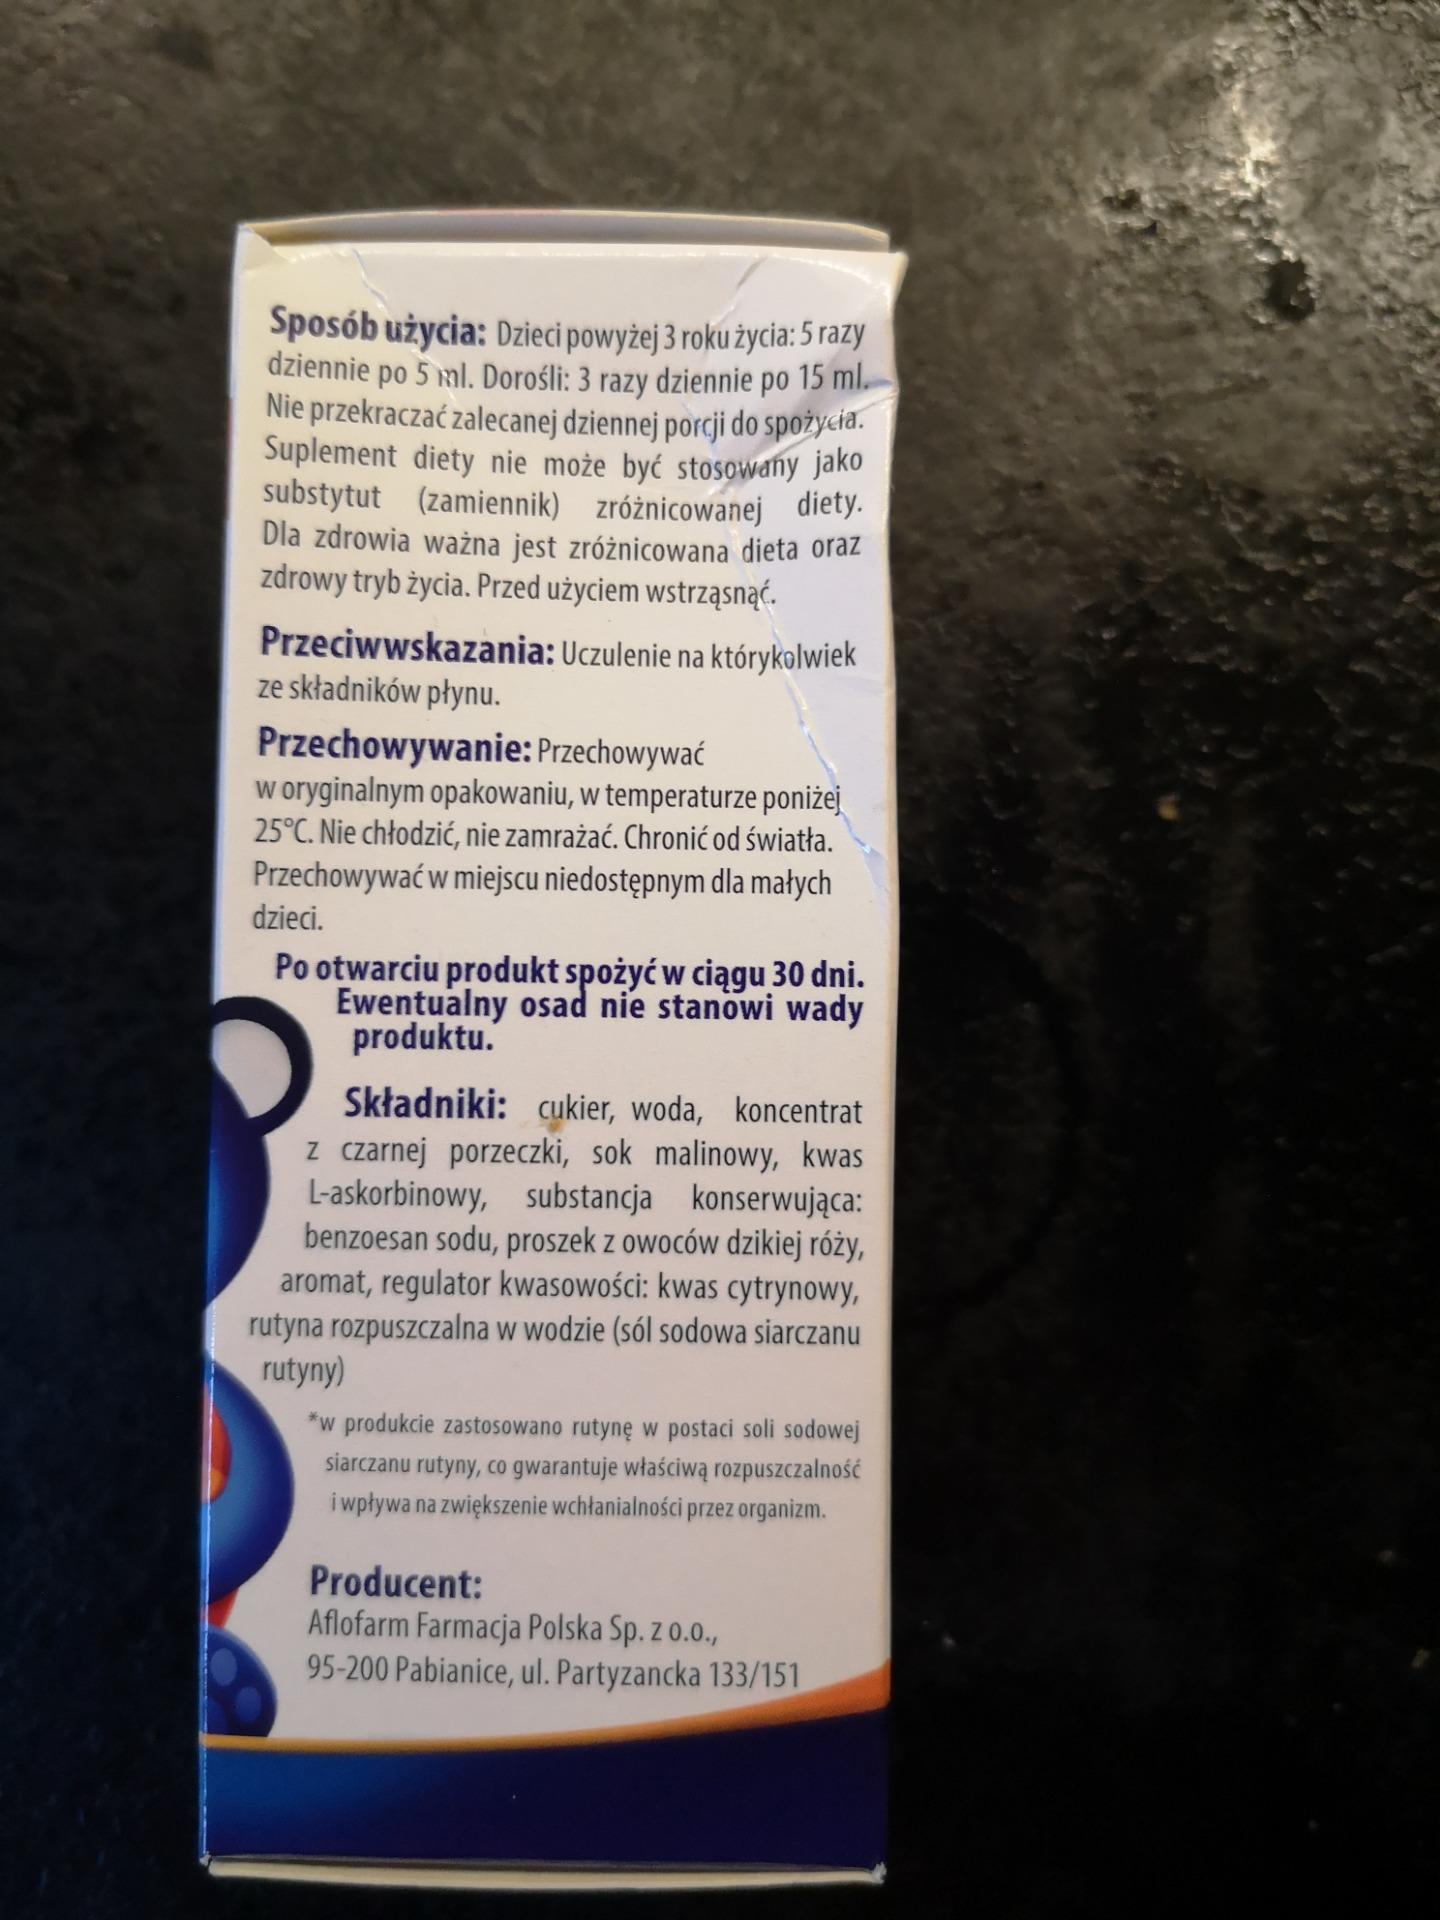 Sposób użycia: Dzieci powyżej 3 roku życia: 5 razy
dziennie po 5 ml. Dorośli: 3 razy dziennie po 15 ml.
Nie przekraczać zalecanej dziennej porcji do spożycia.
Suplement diety nie może być stosowany jako
substytut (zamiennik) zróżnicowanej diety.
Dla zdrowia ważna jest zróżnicowana dieta oraz
zdrowy tryb życia. Przed użyciem wstrząsnąć.
Przeciwwskazania: Uczulenie na którykolwiek
ze składników płynu.
Przechowywanie: Przechowywać
w oryginalnym opakowaniu, w temperaturze poniżej
25°C. Nie chłodzić, nie zamrażać. Chronić od światła.
Przechowywać w miejscu niedostępnym dla małych
dzieci.
Po otwarciu produkt spożyć w ciągu 30 dni.
Ewentualny osad nie stanowi wady
produktu.
Składniki: cukier, woda, koncentrat
z czarnej porzeczki, sok malinowy, kwas
L-askorbinowy, substancja konserwująca:
benzoesan sodu, proszek z owoców dzikiej róży,
aromat, regulator kwasowości: kwas cytrynowy,
rutyna rozpuszczalna w wodzie (sól sodowa siarczanu
rutyny)
*w produkcie zastosowano rutynę w postaci soli sodowej
siarczanu rutyny, co gwarantuje właściwą rozpuszczalność
i wpływa na zwiększenie wchłanialności przez organizm.
Producent:
Aflofarm Farmacja Polska Sp. z o.o.,
95-200 Pabianice, ul. Partyzancka 133/151